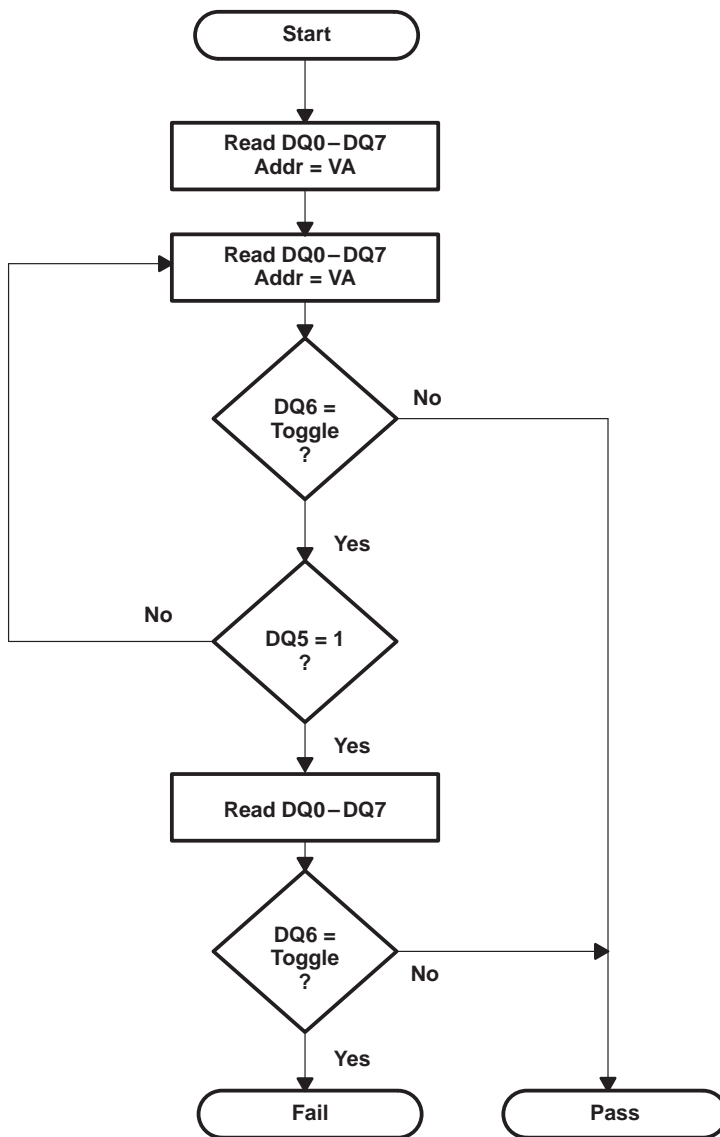 Start
Read DQ0–DQ7
Addr = VA
Read DQ0–DQ7
Addr = VA
DQ6 =
Toggle
?
No
Yes
DQ5 = 1
?
No
Yes
Read DQ0–DQ7
DQ6 =
Toggle
?
No
Yes
Fail
Pass